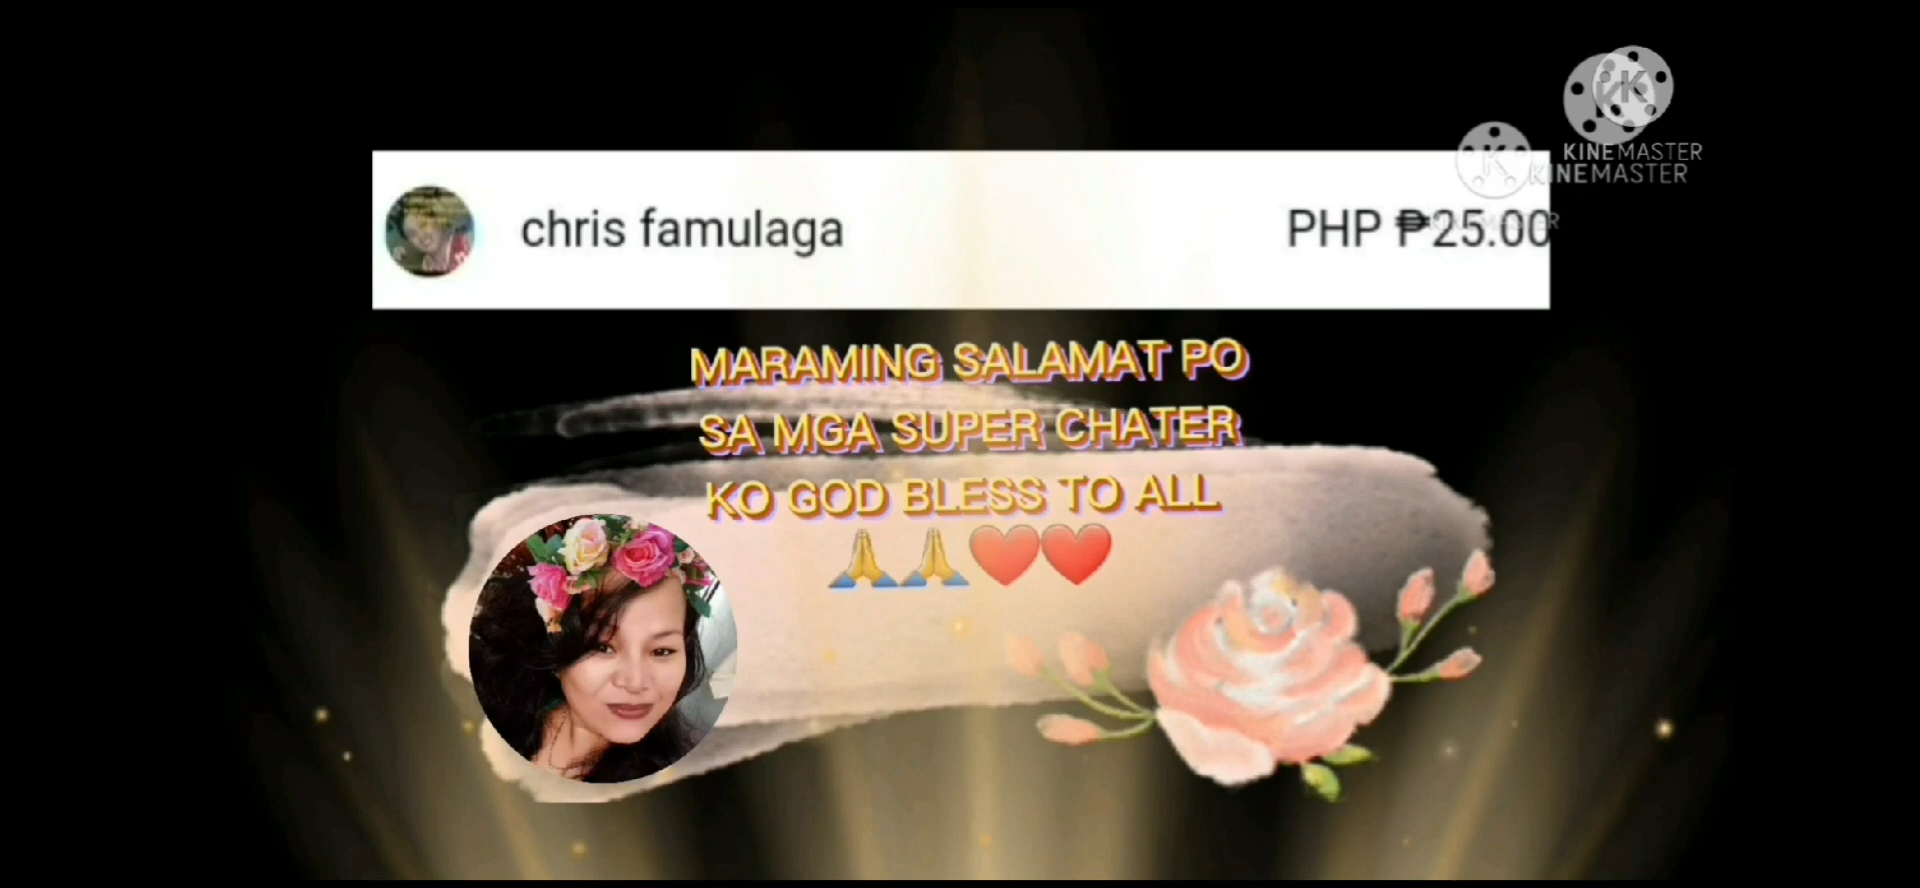 KINEMASTER
KINEMASTER
chris famulaga
PHP ₱25.00
MARAMING SALAMAT PO
SA MGA SUPER CHATER
KO GOD BLESS TO ALL
🙏🙏❤️❤️